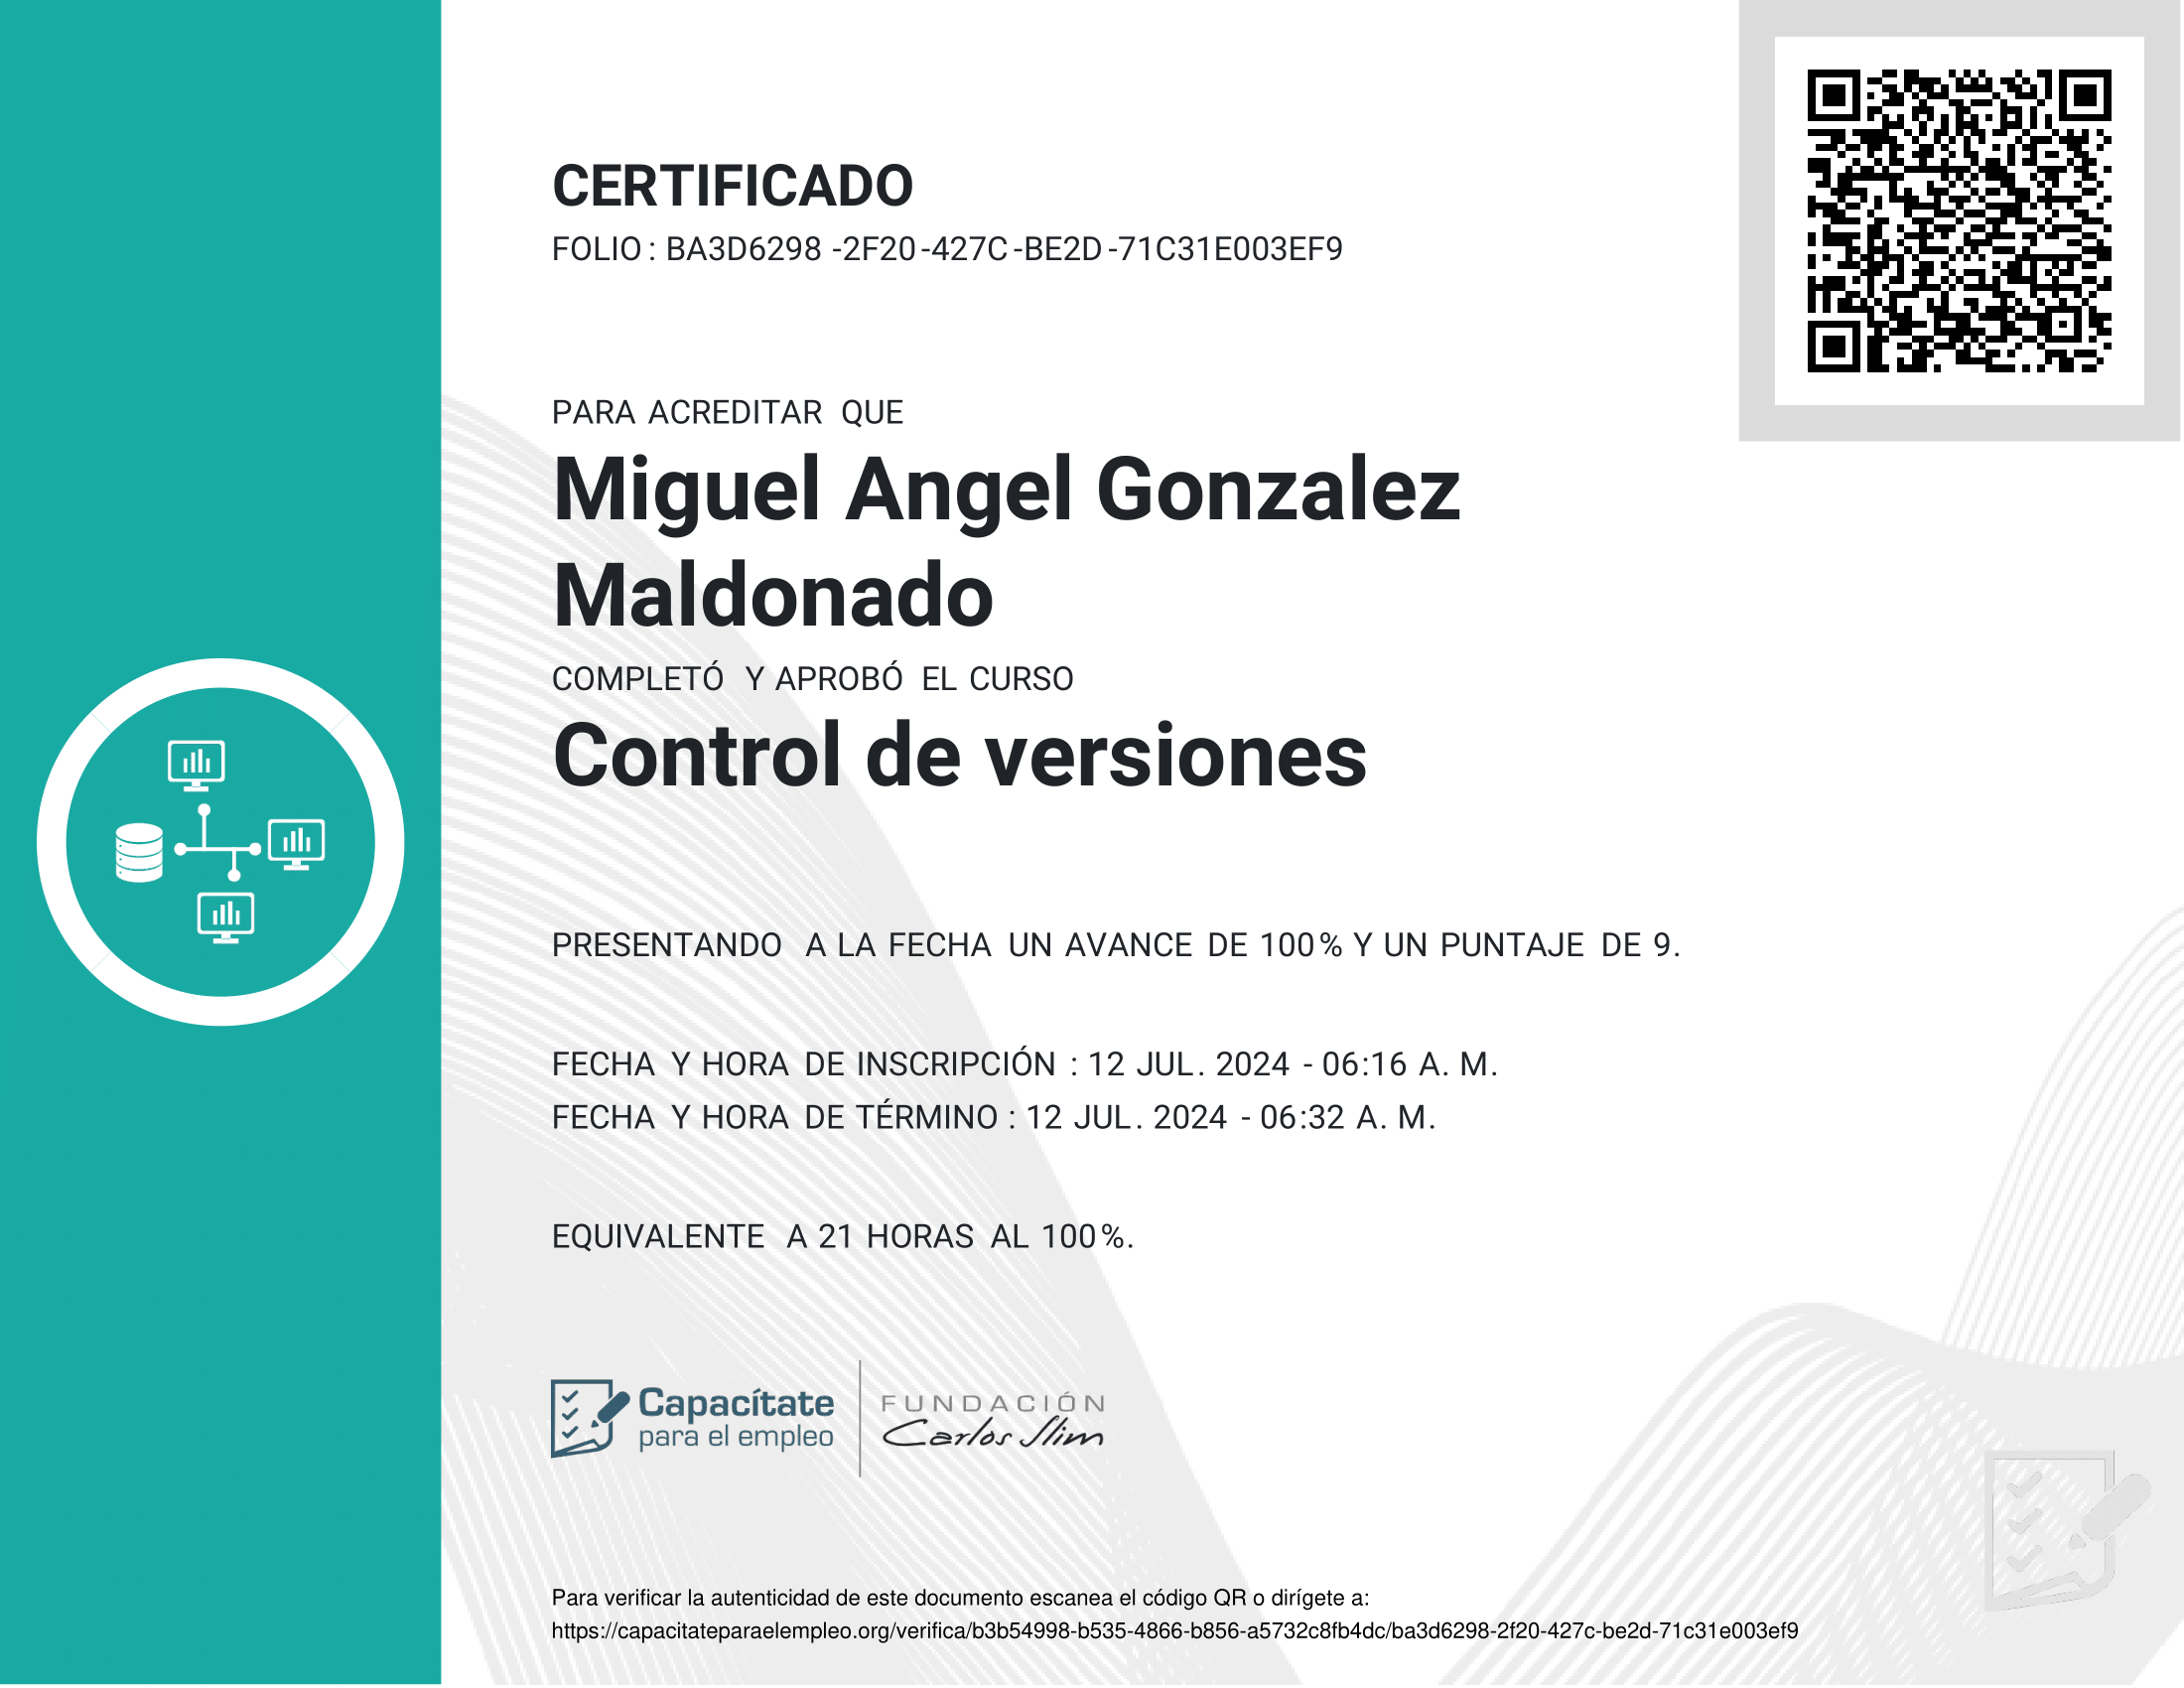 CERTIFICADO
FOLIO : BA3D6298 -2F20 -427C -BE2D -71C31E003EF9
PARA ACREDITAR QUE
Miguel Angel Gonzalez
Maldonado
COMPLETÓ Y APROBÓ EL CURSO
Control de versiones
PRESENTANDO A LA FECHA UN AVANCE DE 100% Y UN PUNTAJE DE 9.
FECHA Y HORA DE INSCRIPCIÓN : 12 JUL. 2024 - 06:16 A. M.
FECHA Y HORA DE TÉRMINO : 12 JUL. 2024 - 06:32 A. M.
EQUIVALENTE A 21 HORAS AL 100%.
Capacítate
para el empleo
FUNDACIÓN
Carlos Slim
Para verificar la autenticidad de este documento escanea el código QR o dirígete a:
https://capacitateparaelempleo.org/verifica/b3b54998-b535-4866-b856-a5732c8fb4dc/ba3d6298-2f20-427c-be2d-71c31e003ef9